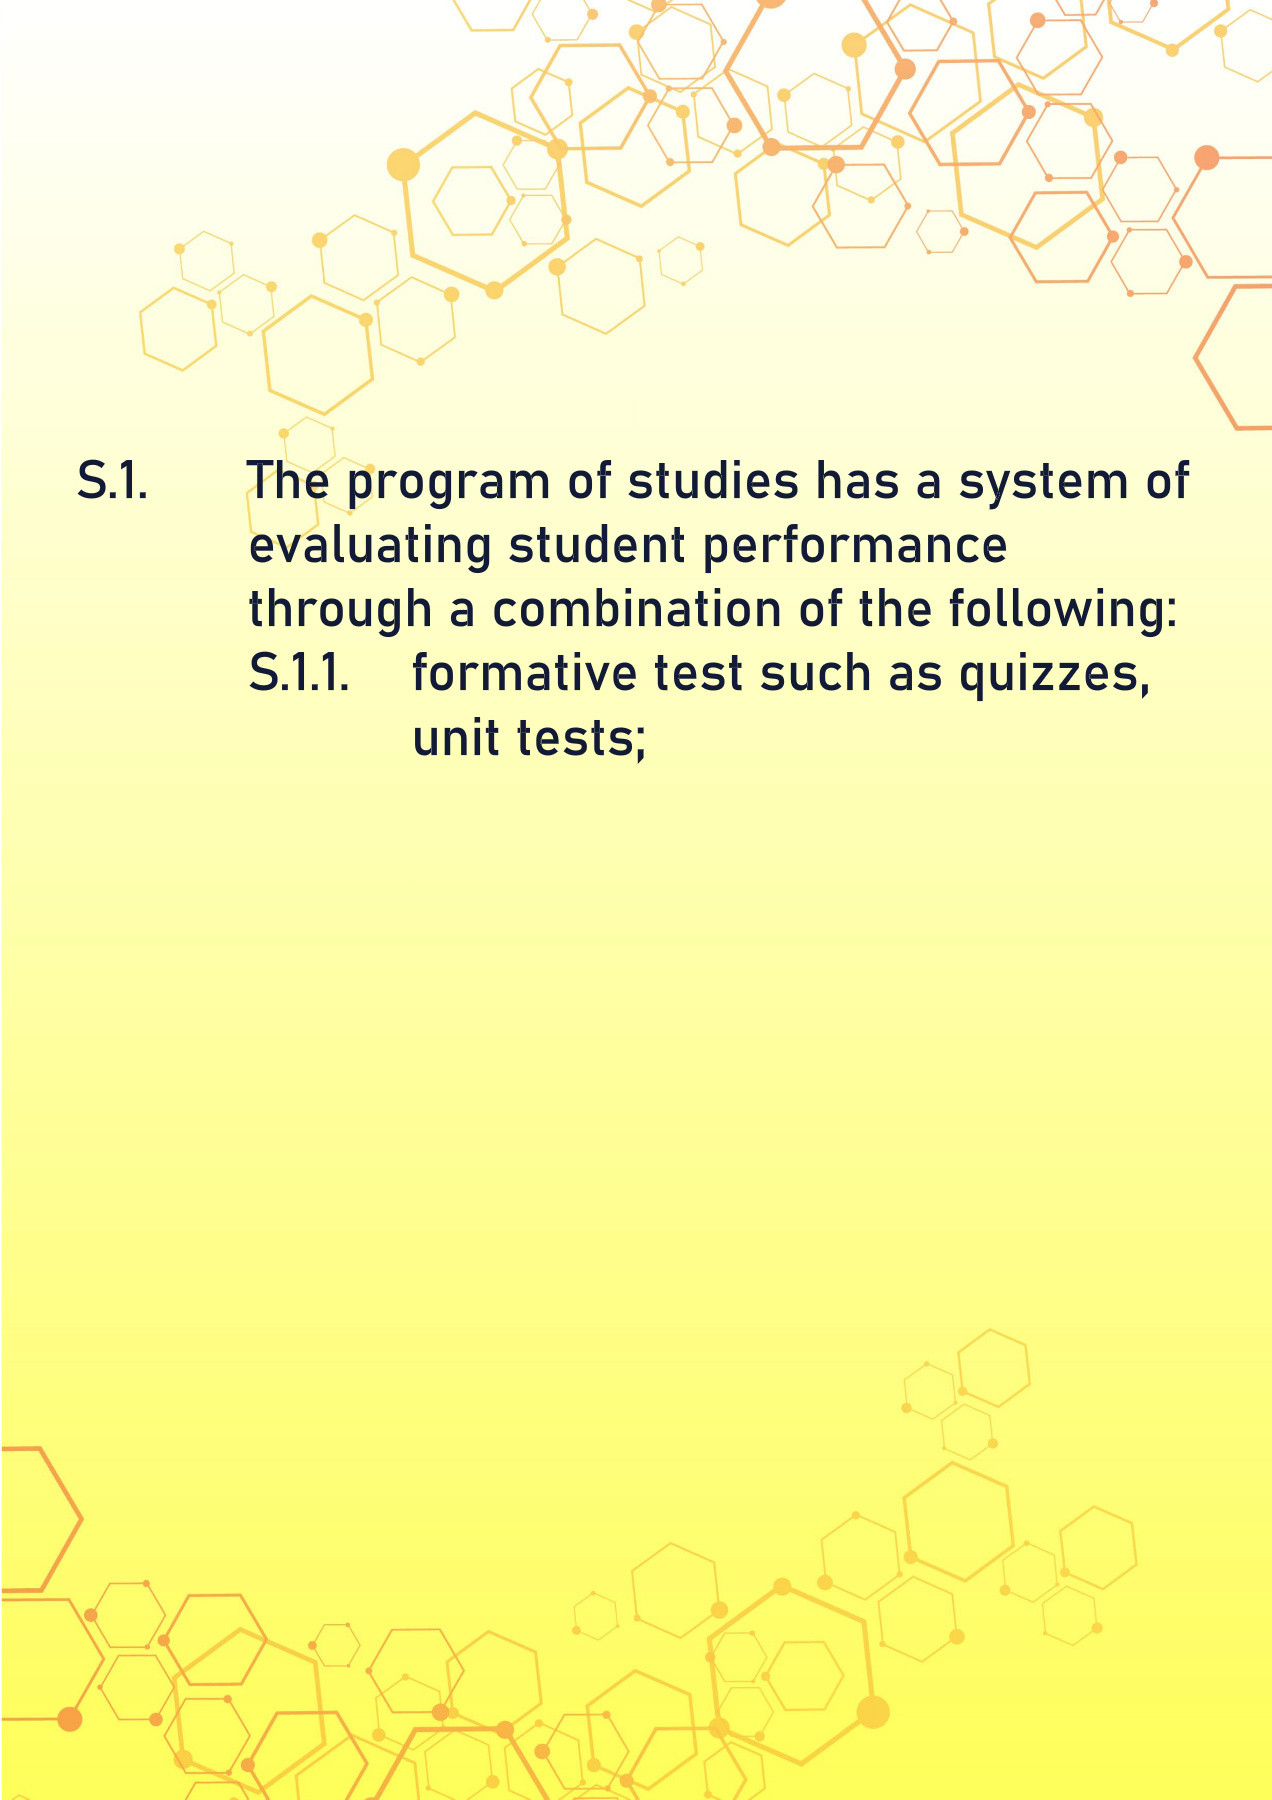 S.1. The program of studies has a system of
evaluating student performance
through a combination of the following:
S.1.1. formative test such as quizzes,
unit tests;